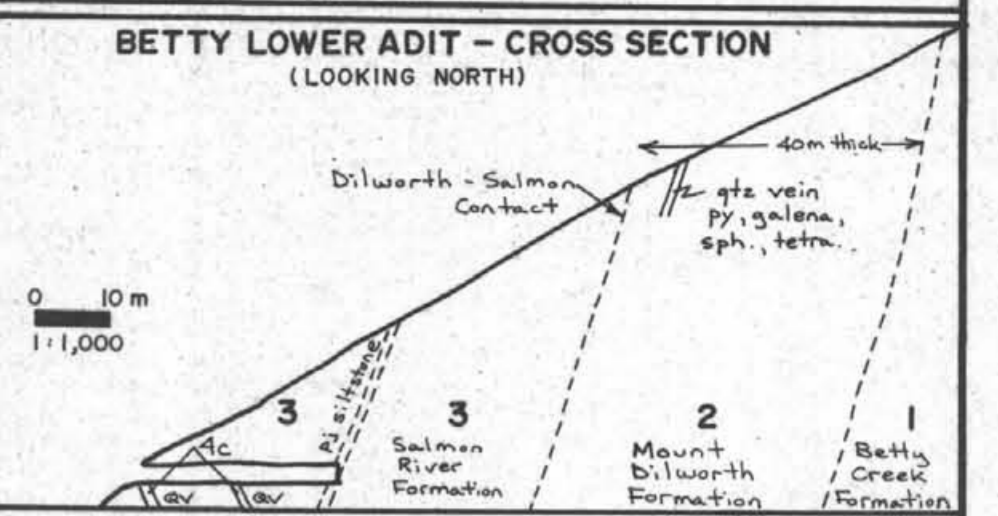 BETTY LOWER ADIT – CROSS SECTION
(LOOKING NORTH)
40m thick
Dilworth - Salmon
Contact
qtz vein
py, galena,
sph., tetra.
0 10 m
1:1,000
Pj siltstone
3
3
2
1
Ac
Salmon
River
Formation
Mount
Dilworth
Formation
Betty
Creek
Formation
QV
QV